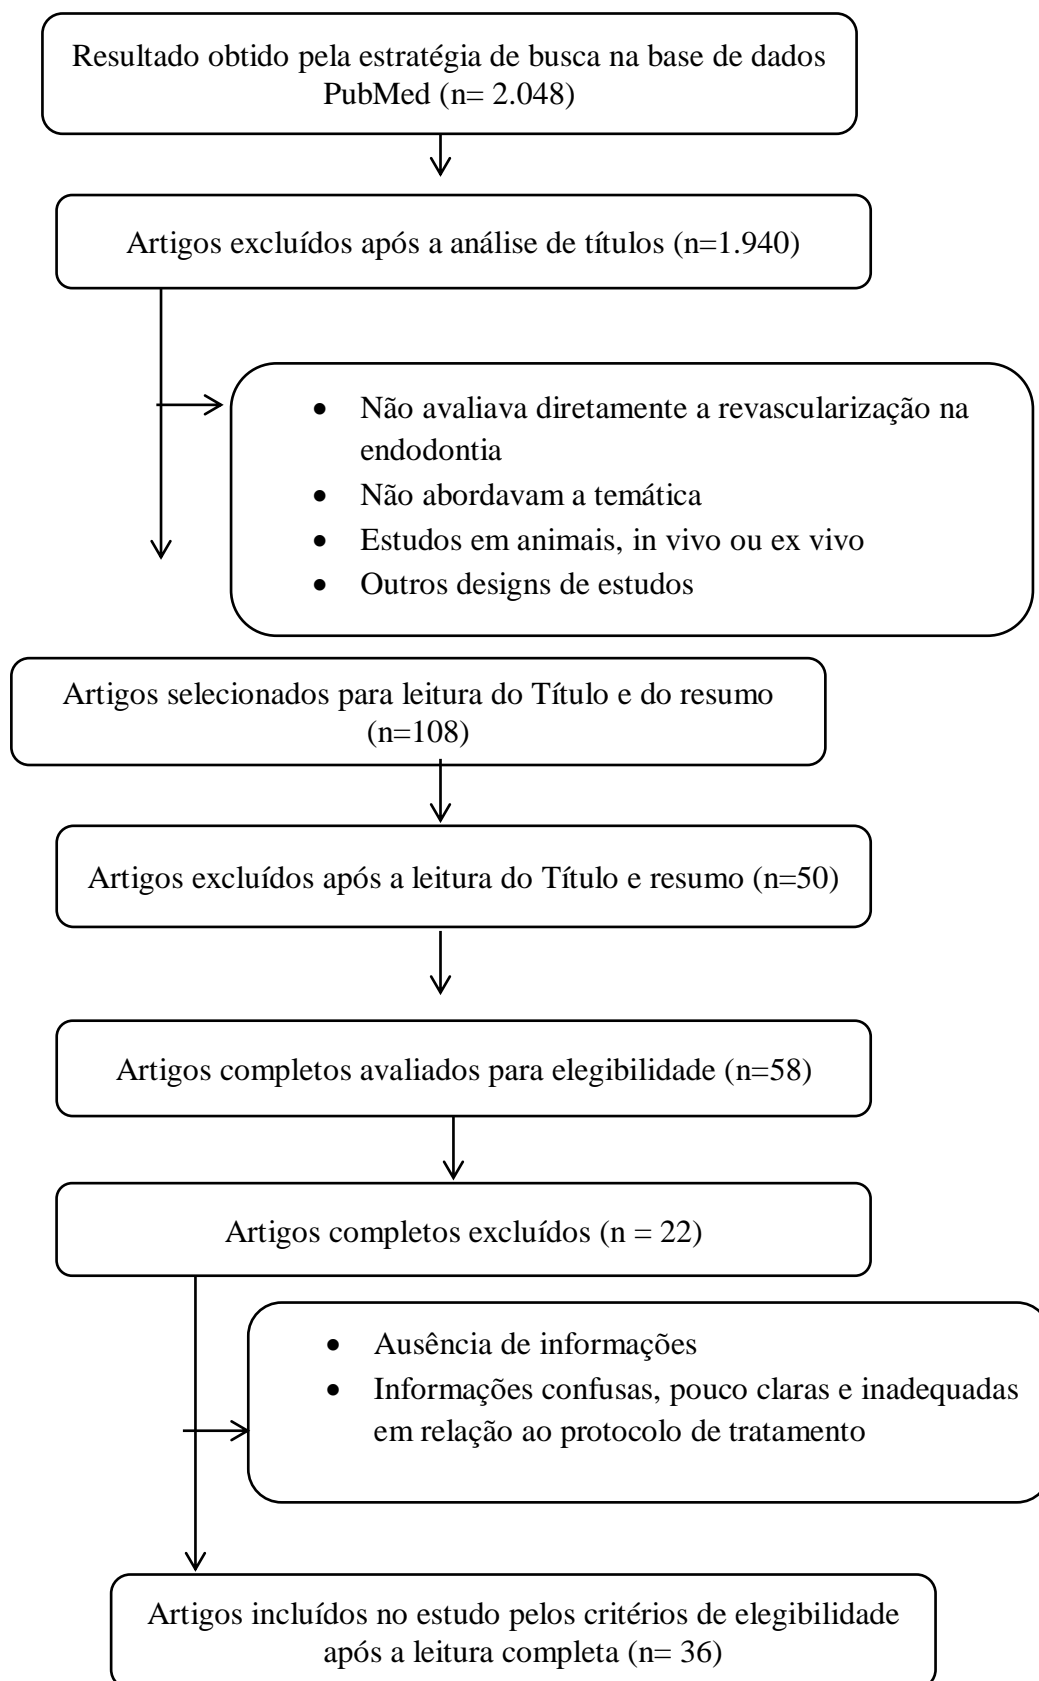 Resultado obtido pela estratégia de busca na base de dados
PubMed (n= 2.048)
Artigos excluídos após a análise de títulos (n=1.940)
• Não avaliava diretamente a revascularização na
endodontia
• Não abordavam a temática
• Estudos em animais, in vivo ou ex vivo
• Outros designs de estudos
Artigos selecionados para leitura do Título e do resumo
(n=108)
Artigos excluídos após a leitura do Título e resumo (n=50)
Artigos completos avaliados para elegibilidade (n=58)
Artigos completos excluídos (n = 22)
• Ausência de informações
• Informações confusas, pouco claras e inadequadas
em relação ao protocolo de tratamento
Artigos incluídos no estudo pelos critérios de elegibilidade
após a leitura completa (n= 36)